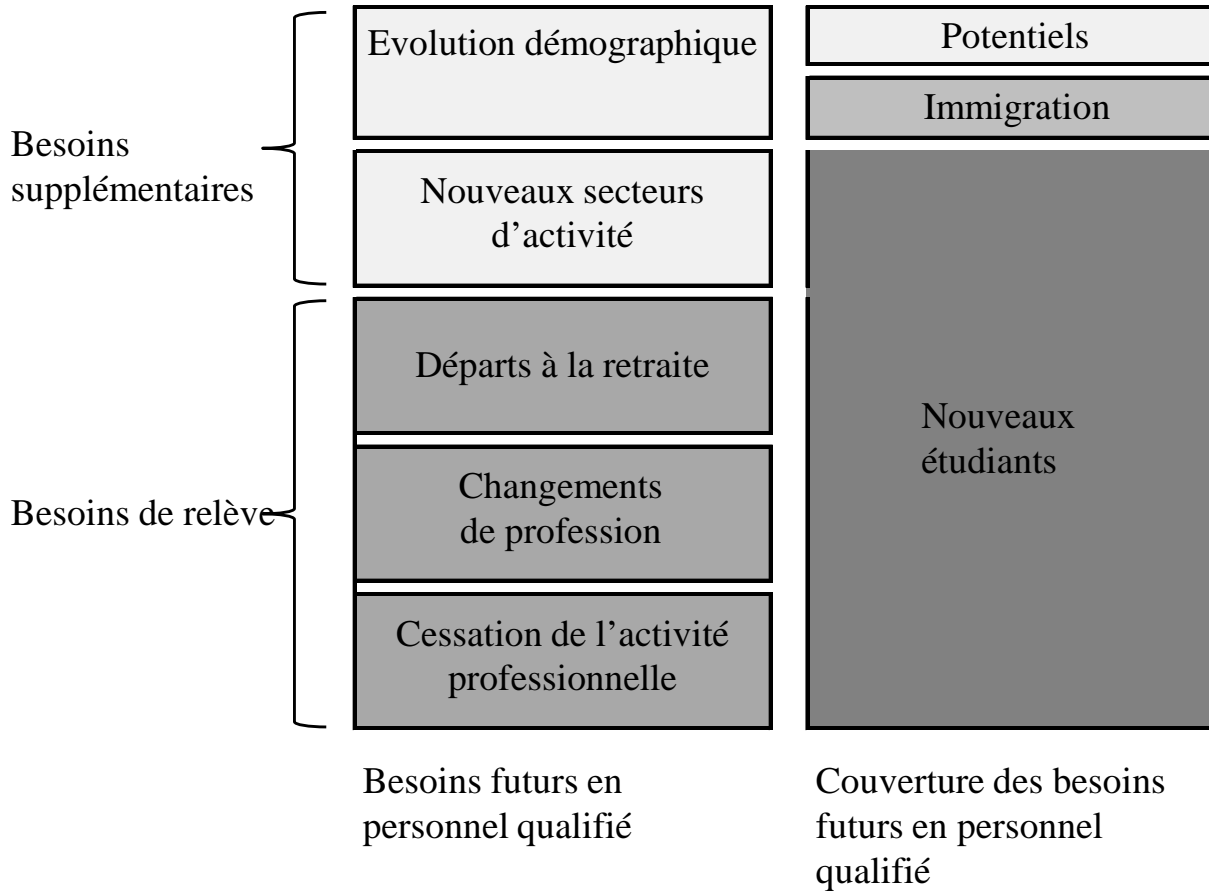 Evolution démographique
Potentiels
Immigration
Besoins
supplémentaires
Nouveaux secteurs
d’activité
Départs à la retraite
Nouveaux
étudiants
Changements
de profession
Besoins de relève
Cessation de l’activité
professionnelle
Besoins futurs en
personnel qualifié
Couverture des besoins
futurs en personnel
qualifié